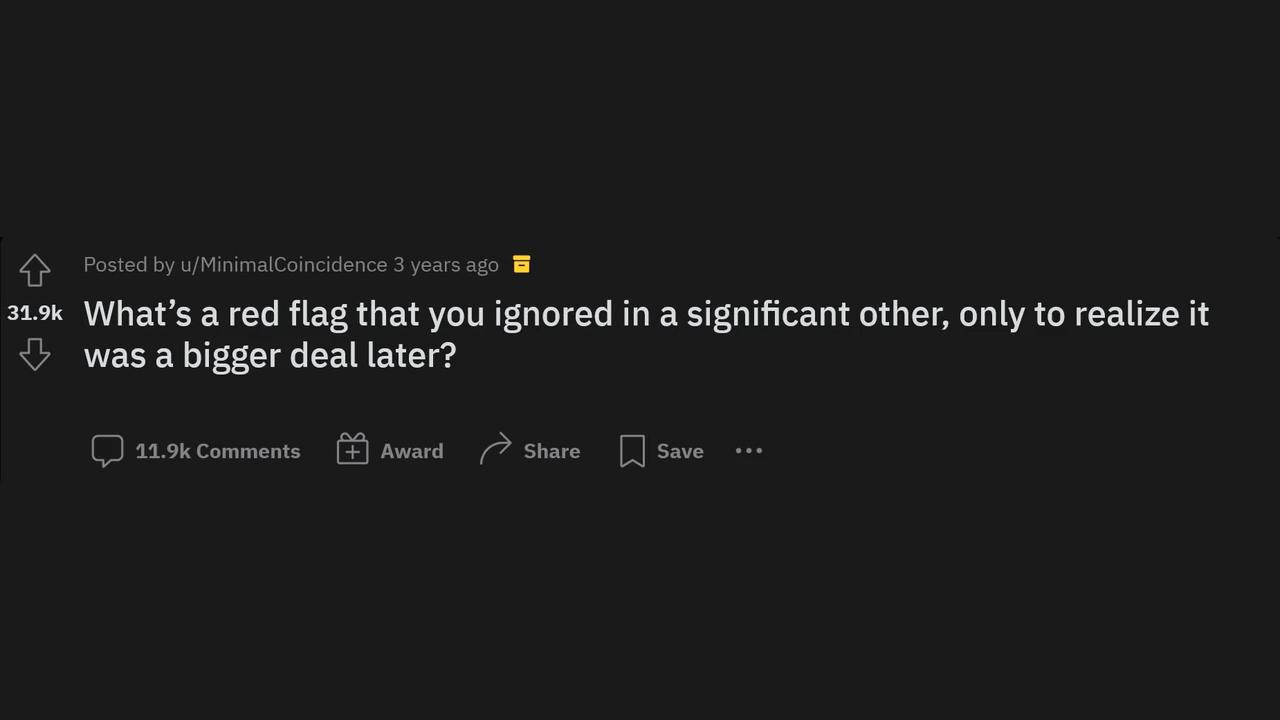 Posted by u/MinimalCoincidence 3 years ago
31.9k
What’s a red flag that you ignored in a significant other, only to realize it
was a bigger deal later?
11.9k Comments Award Share Save